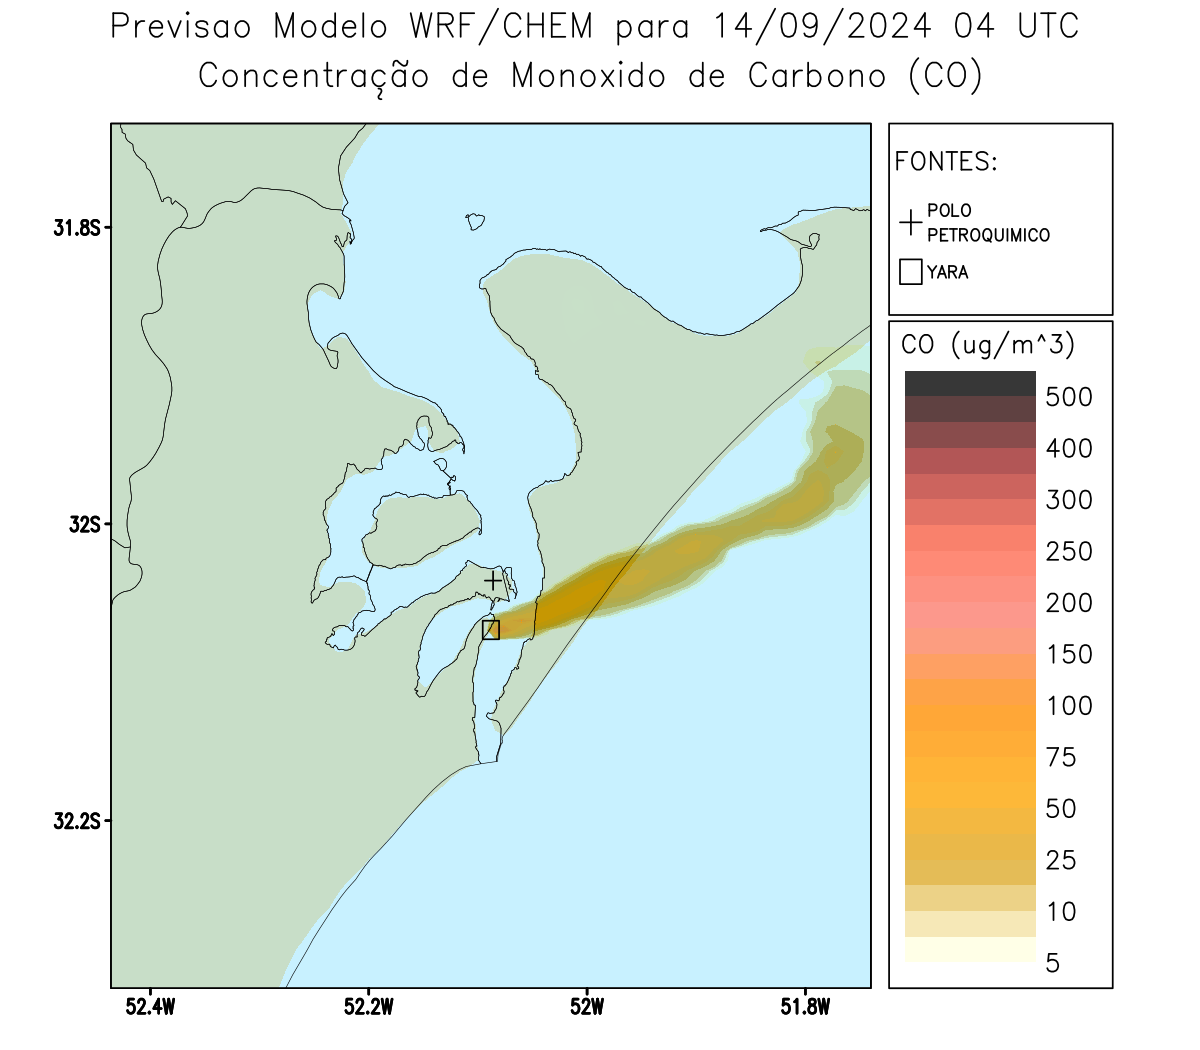 Previsao Modelo WRF/CHEM para 14/09/2024 04 UTC
Concentração de Monoxido de Carbono (CO)
FONTES:
POLO
PETROQUIMICO
YARA
CO (ug/m^3)
500
400
300
250
200
150
100
75
50
25
10
5
31.8S
32S
32.2S
52.4W
52.2W
52W
51.8W